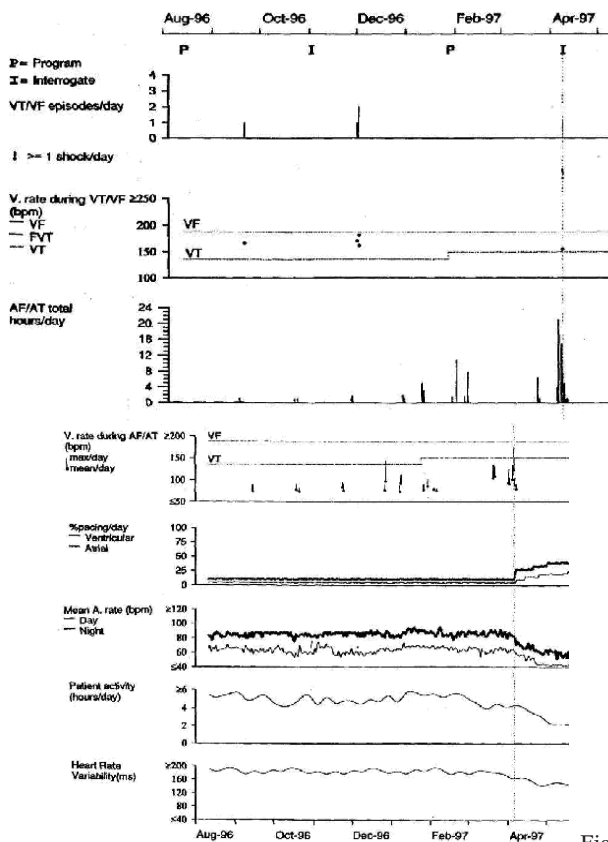 Aug-96 Oct-96 Dec-96 Feb-97 Apr-97
P I P I
P= Program
I= Interrogate
VT/VF episodes/day
4
3
2
1
0
>= 1 shock/day
V. rate during VT/VF
(bpm)
VF
FVT
VT
≥250
200
150
100
VF
VT
AF/AT total
hours/day
24
20
16
12
8
4
0
V. rate during AF/AT
(bpm)
max/day
mean/day
≥200
150
100
≤50
VF
VT
%pacing/day
Ventricular
Atrial
100
75
50
25
0
Mean A. rate (bpm)
Day
Night
≥120
100
80
60
≤40
Patient activity
(hours/day)
≥6
4
2
0
Heart Rate
Variability(ms)
≥200
160
120
80
≤40
Aug-96 Oct-96 Dec-96 Feb-97 Apr-97